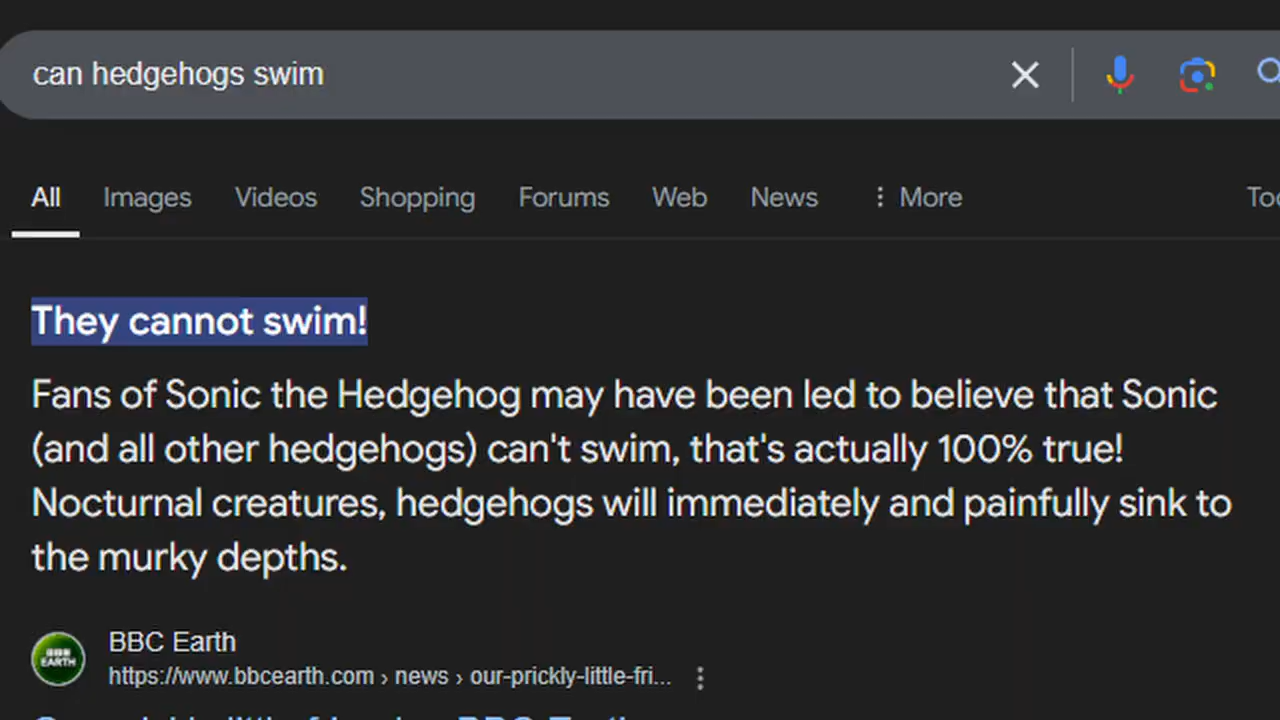 can hedgehogs swim
All Images Videos Shopping Forums Web News More
They cannot swim!
Fans of Sonic the Hedgehog may have been led to believe that Sonic
(and all other hedgehogs) can't swim, that's actually 100% true!
Nocturnal creatures, hedgehogs will immediately and painfully sink to
the murky depths.
BBC EARTH
BBC Earth
https://www.bbcearth.com › news › our-prickly-little-fri...